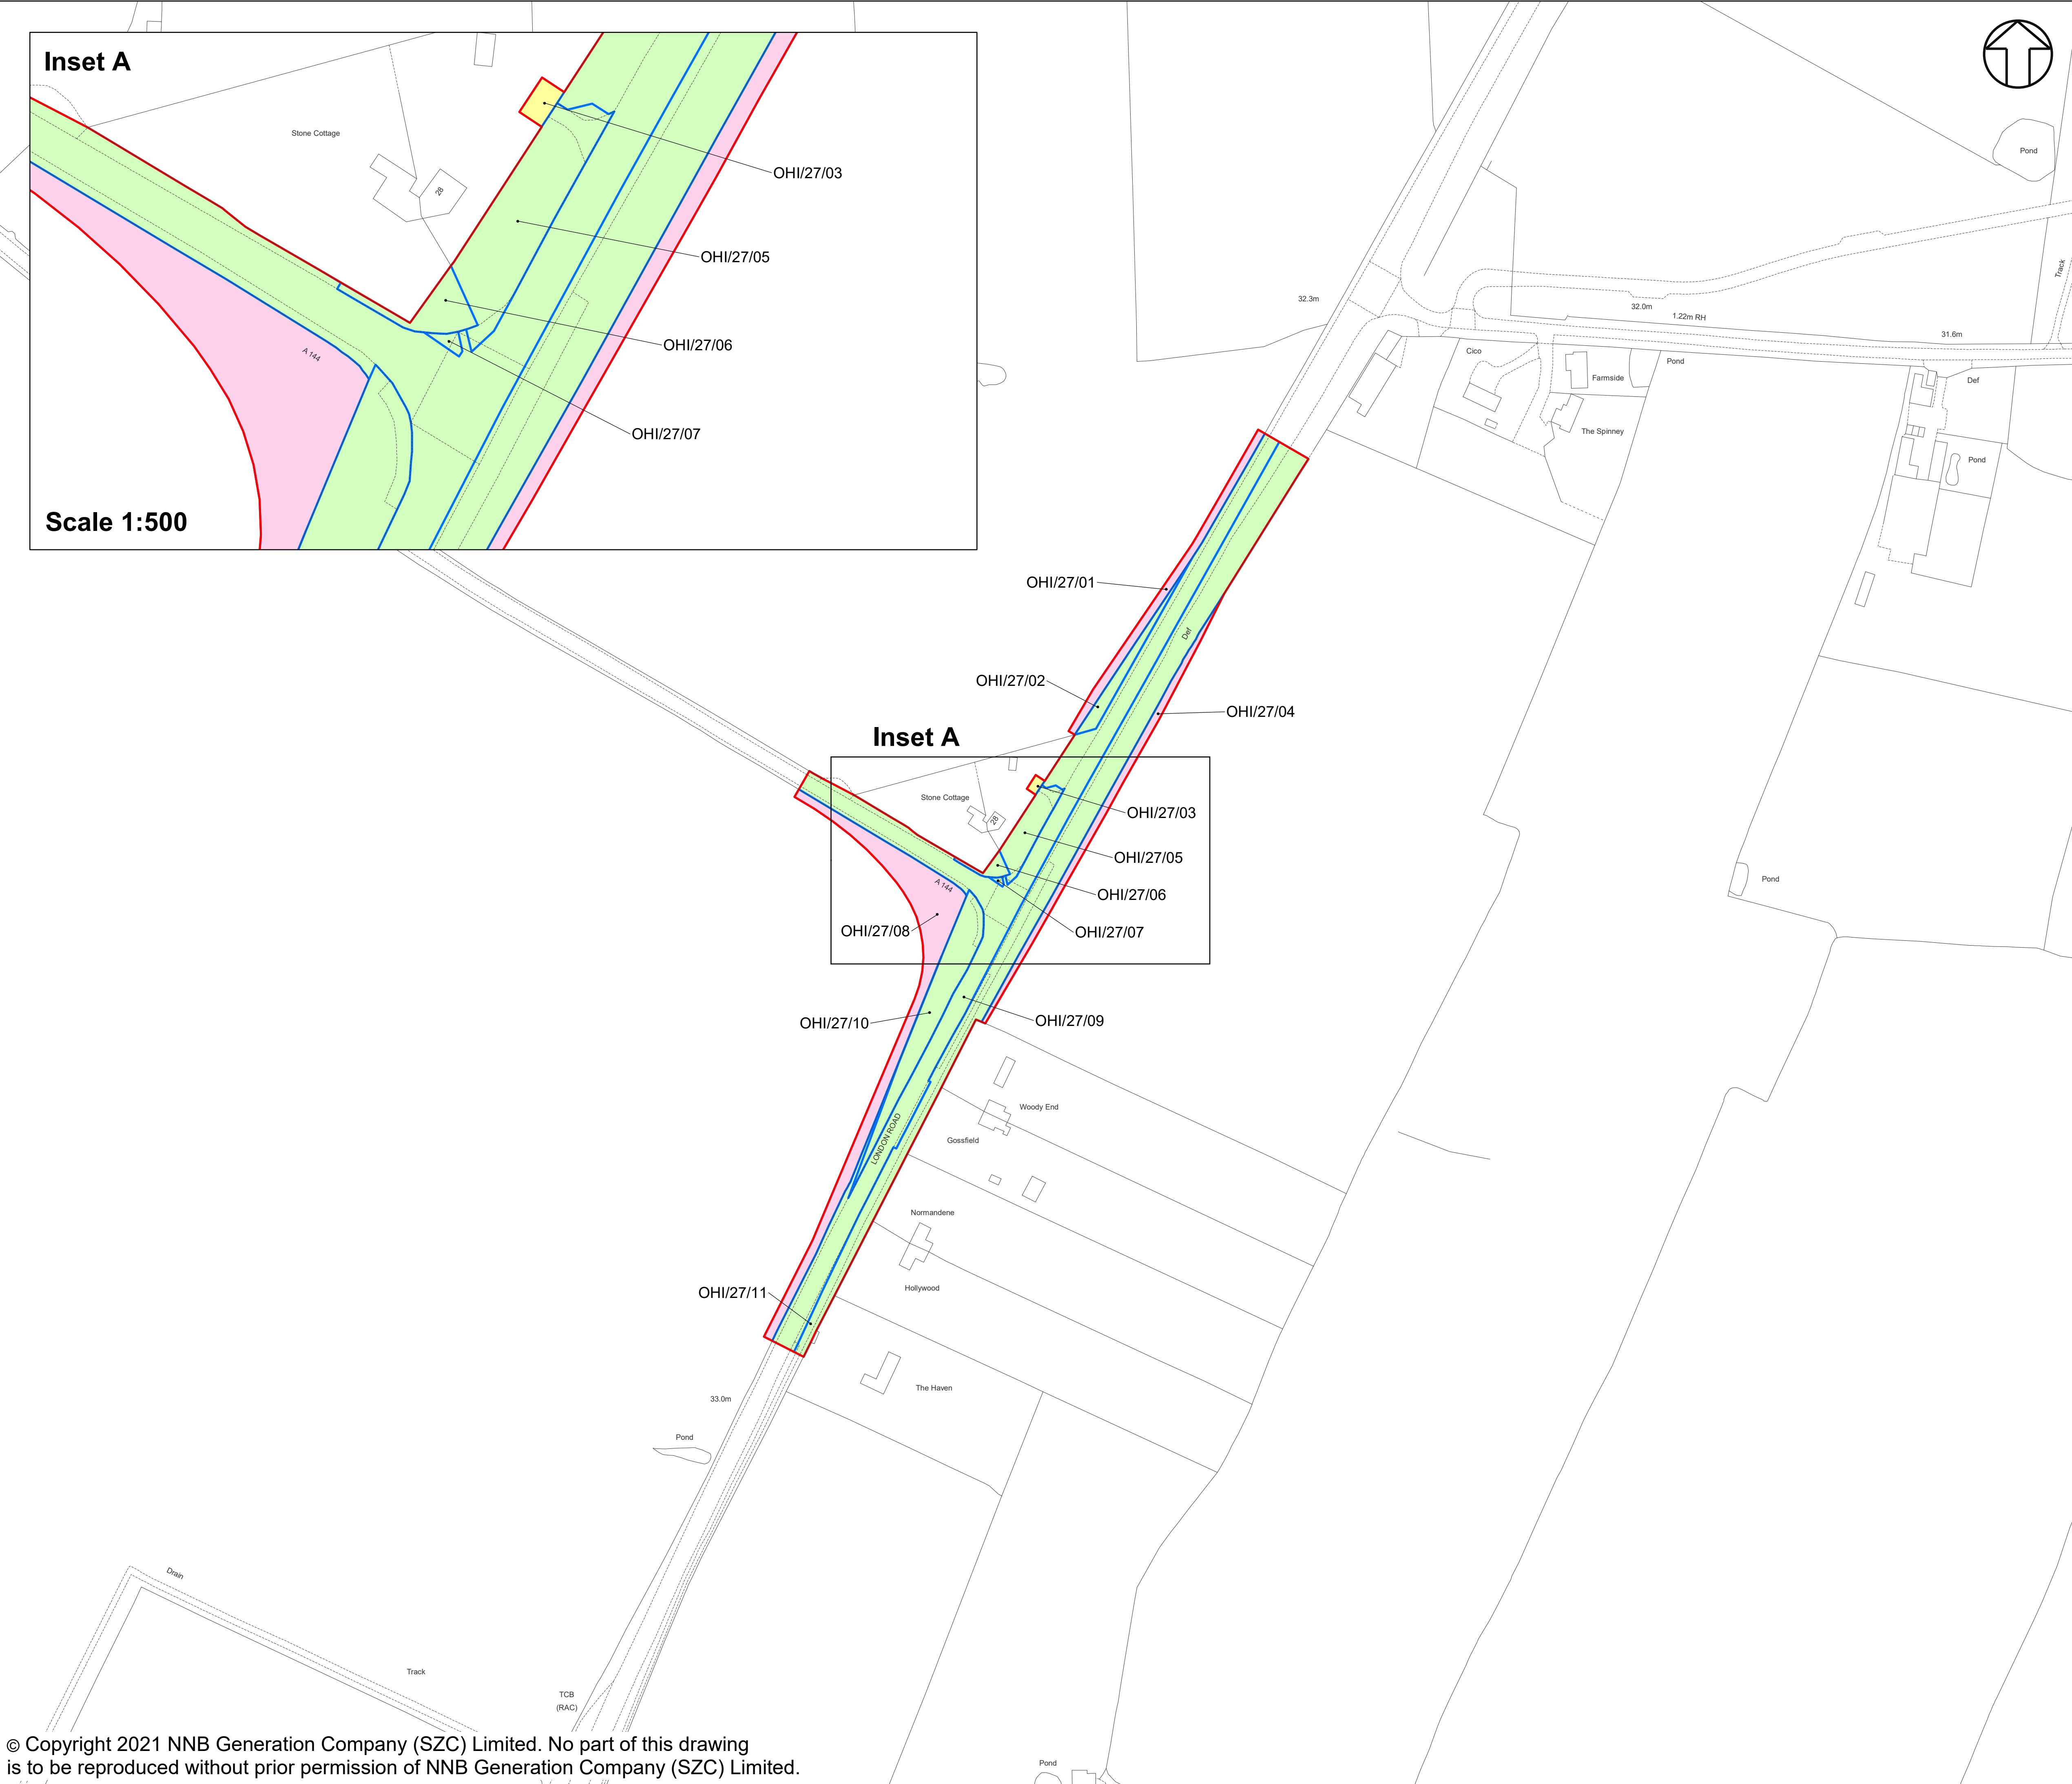 Inset A
Stone Cottage
28
OHI/27/03
OHI/27/05
OHI/27/06
OHI/27/07
A 144
Scale 1:500
Pond
Track
32.3m
32.0m
1.22m RH
31.6m
Cico
Farmside
Pond
Def
The Spinney
Pond
OHI/27/01
Def
OHI/27/02
OHI/27/04
Inset A
Stone Cottage
28
OHI/27/03
OHI/27/05
OHI/27/06
OHI/27/07
A 144
OHI/27/08
Pond
OHI/27/10
OHI/27/09
Woody End
Gossfield
LONDON ROAD
Normandene
Hollywood
OHI/27/11
The Haven
33.0m
Pond
Drain
Track
TCB
(RAC)
Pond
© Copyright 2021 NNB Generation Company (SZC) Limited. No part of this drawing
is to be reproduced without prior permission of NNB Generation Company (SZC) Limited.